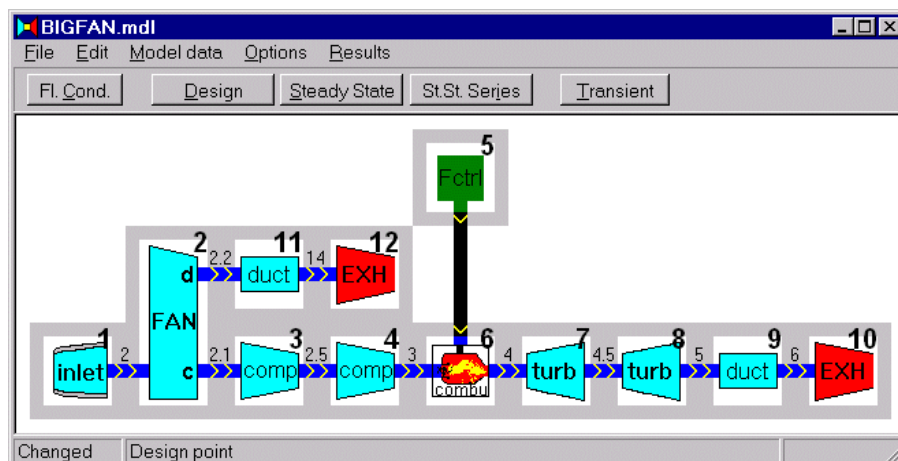 BIGFAN.mdl
File Edit Model data Options Results
Fl. Cond. Design Steady State St.St. Series Transient
5
Fctrl
2 2.2 11 14 12
d duct EXH
FAN
1 3 4 6 7 8 9 10
2 2.1 2.5 3 4 4.5 5 6
inlet c comp comp turb turb duct EXH
combu
Changed Design point